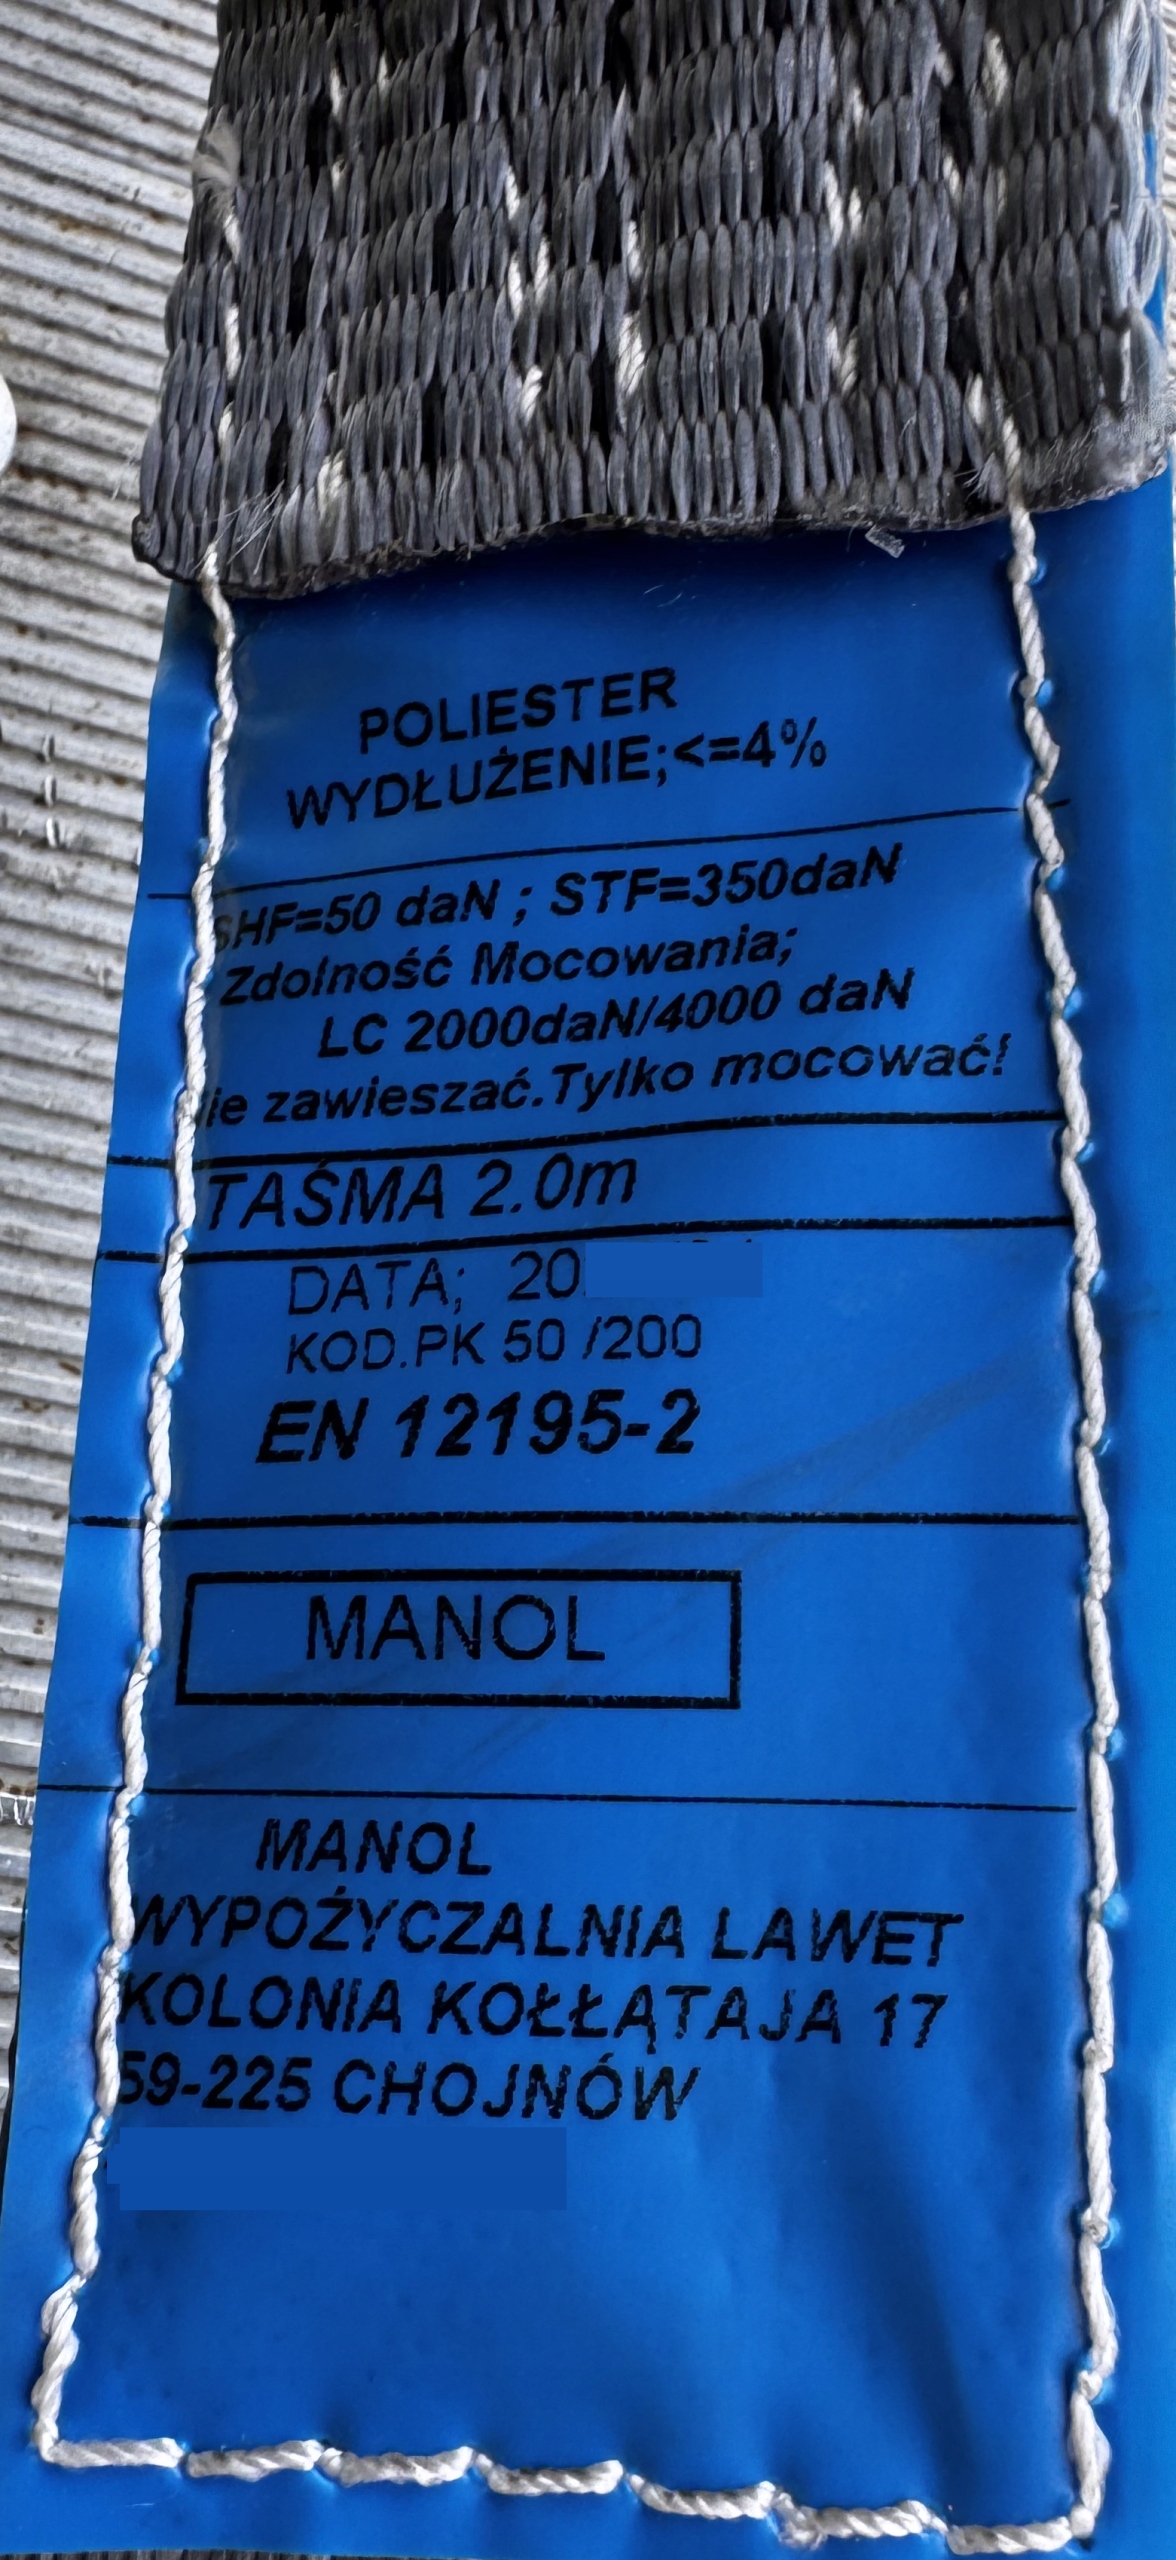 POLIESTER
WYDŁUŻENIE;<=4%
SHF=50 daN ; STF=350daN
Zdolność Mocowania;
LC 2000daN/4000 daN
ie zawieszać.Tylko mocować!
TAŚMA 2.0m
DATA; 20
KOD.PK 50 /200
EN 12195-2
MANOL
MANOL
WYPOŻYCZALNIA LAWET
KOLONIA KOŁŁĄTAJA 17
59-225 CHOJNÓW